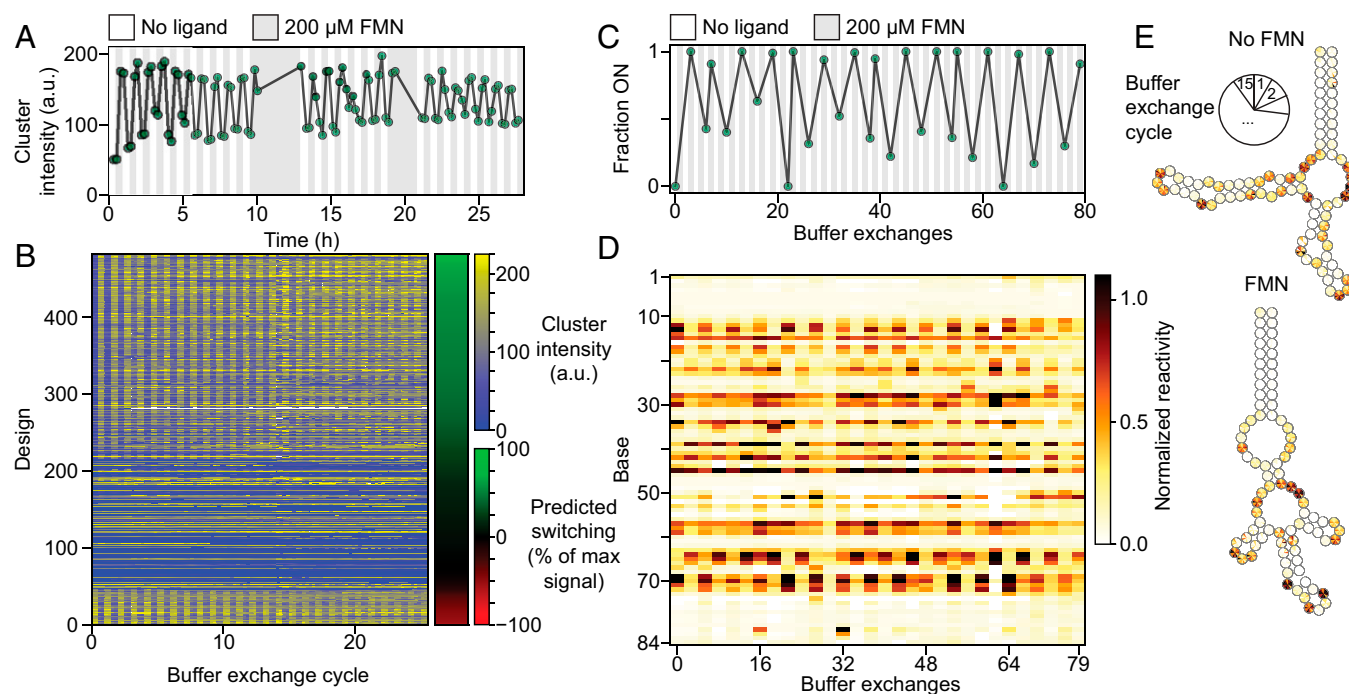 A
No ligand
200 µM FMN
Cluster
intensity (a.u.)
200
100
0
0
5
10
15
20
25
Time (h)
B
Design
400
300
200
100
0
0
10
20
Buffer exchange cycle
200
100
0
Cluster
intensity
(a.u.)
100
0
−100
Predicted
switching
(% of max
signal)
C
No ligand
200 µM FMN
Fraction ON
1
0
0
20
40
60
80
Buffer exchanges
D
Base
1
10
30
50
70
84
0
16
32
48
64
79
Buffer exchanges
1.0
0.5
0.0
Normalized reactivity
E
No FMN
Buffer
exchange
cycle
15
1
2
...
FMN